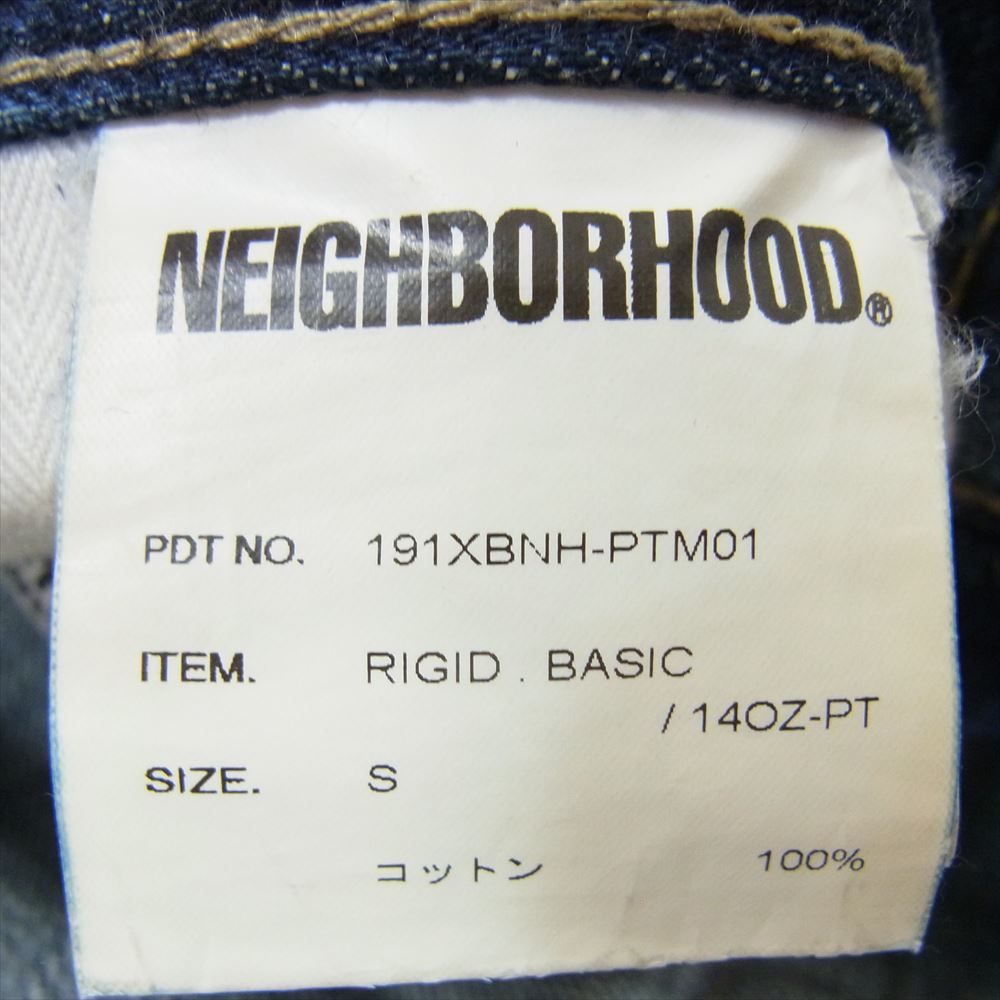 NEIGHBORHOOD®
PDT NO. 191XBNH-PTM01
ITEM. RIGID . BASIC
/ 14OZ-PT
SIZE. S
コットン 100%